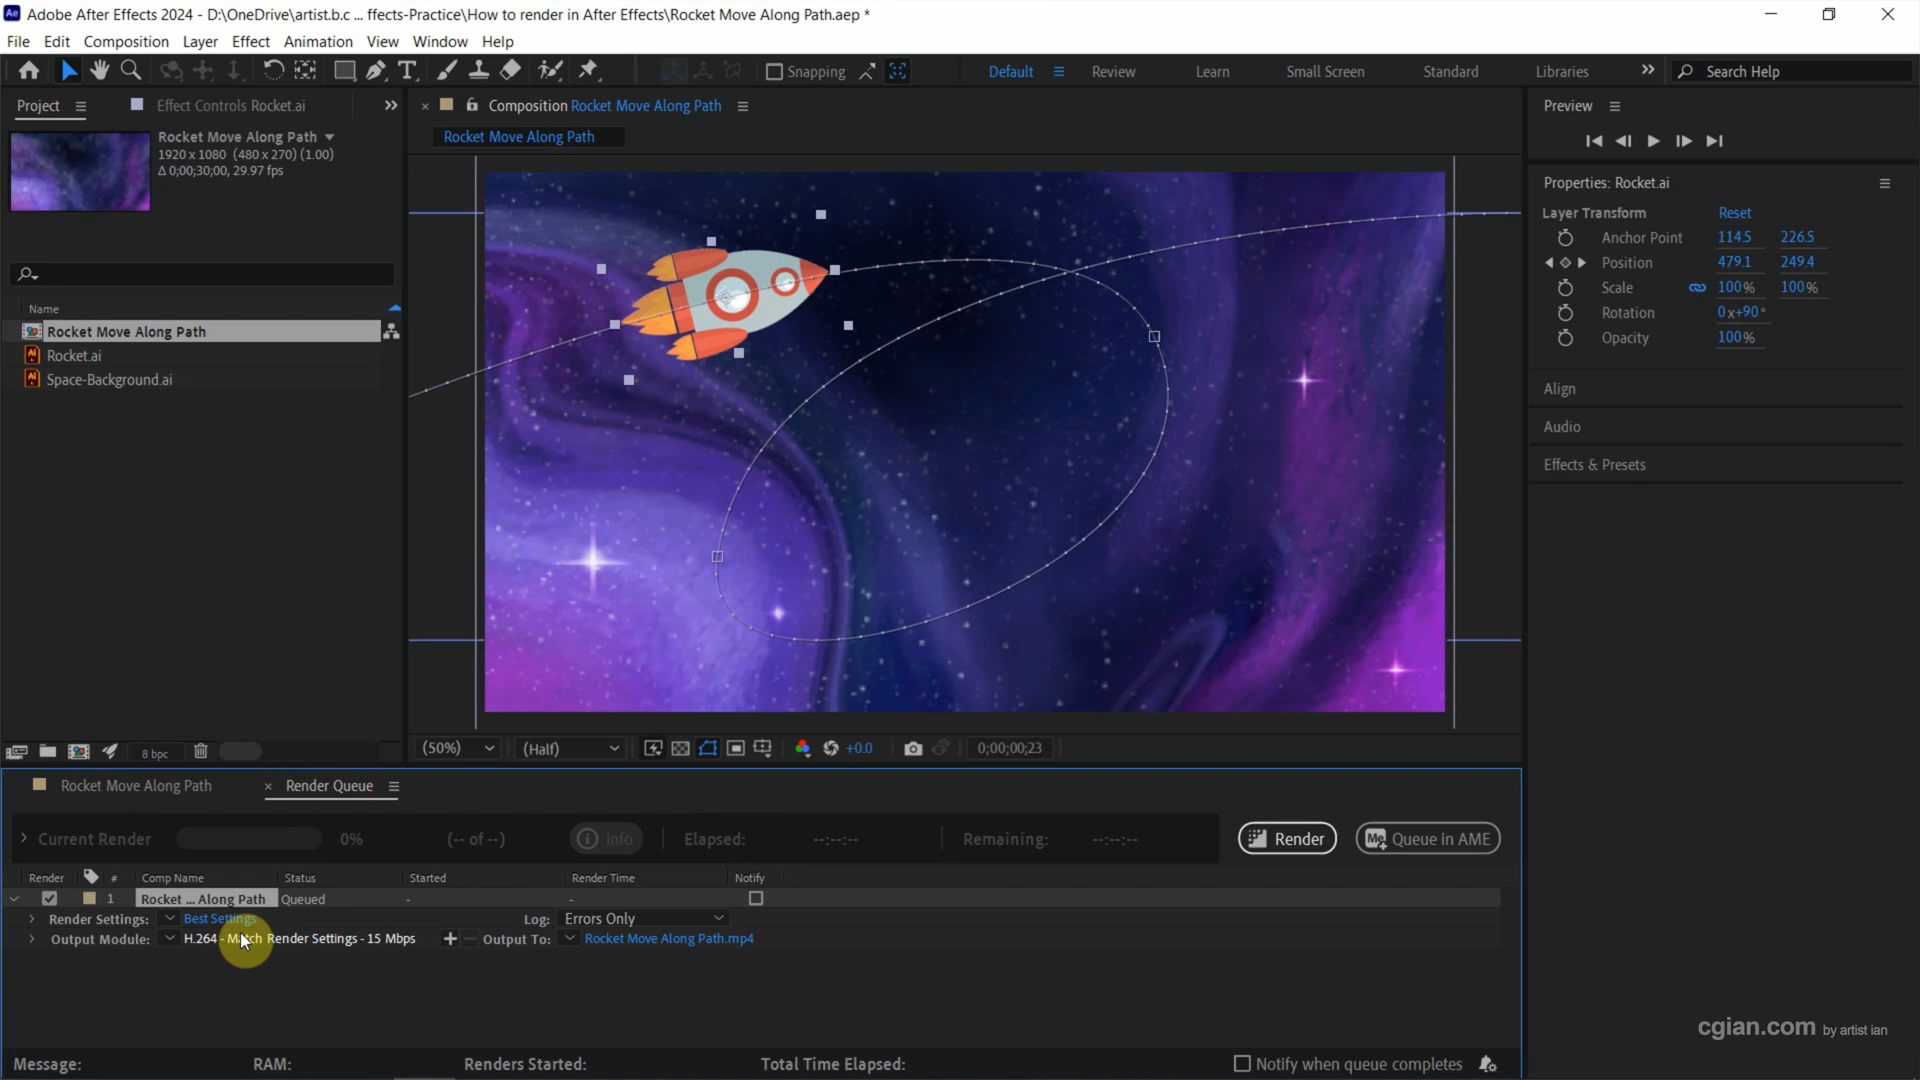 Ae Adobe After Effects 2024 - D:\OneDrive\artist.b.c ... ffects-Practice\How to render in After Effects\Rocket Move Along Path.aep *
File Edit Composition Layer Effect Animation View Window Help
T Snapping Default Review Learn Small Screen Standard Libraries Search Help
Project Effect Controls Rocket.ai
Composition Rocket Move Along Path
Preview
Rocket Move Along Path
1920 x 1080 (480 x 270) (1.00)
Δ 0;00;30;00, 29.97 fps
Rocket Move Along Path
Properties: Rocket.ai
Layer Transform Reset
Anchor Point 114.5 226.5
Position 479.1 249.4
Scale 100% 100%
Rotation 0x+90°
Opacity 100%
Align
Audio
Effects & Presets
Name
Rocket Move Along Path
Ai Rocket.ai
Ai Space-Background.ai
8 bpc
(50%) (Half) +0.0 0;00;00;23
Rocket Move Along Path Render Queue
Current Render 0% (-- of --) Info Elapsed: --:--:-- Remaining: --:--:-- Render Me Queue in AME
Render # Comp Name Status Started Render Time Notify
1 Rocket ... Along Path Queued - -
Render Settings: Best Settings Log: Errors Only
Output Module: H.264 - Match Render Settings - 15 Mbps Output To: Rocket Move Along Path.mp4
cgian.com by artist ian
Message: RAM: Renders Started: Total Time Elapsed: Notify when queue completes